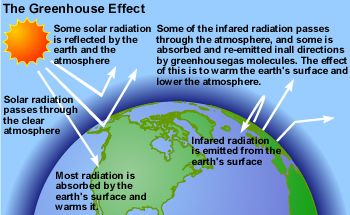 The Greenhouse Effect
Some solar radiation
is reflected by the
earth and the
atmosphere
Some of the infared radiation passes
through the atmosphere, and some is
absorbed and re-emitted inall directions
by greenhousegas molecules. The effect
of this is to warm the earth's surface and
lower the atmosphere.
Solar radiation
passes through
the clear
atmosphere
Most radiation is
absorbed by the
earth's surface and
warms it.
Infared radiation
is emitted from the
earth's surface